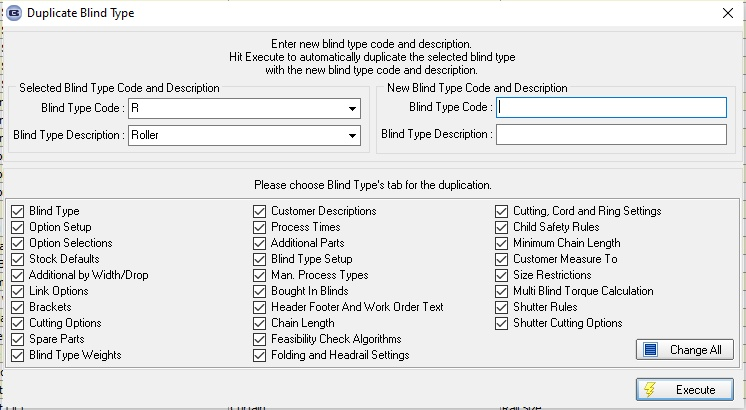 Duplicate Blind Type
Enter new blind type code and description.
Hit Execute to automatically duplicate the selected blind type
with the new blind type code and description.
Selected Blind Type Code and Description
Blind Type Code : R
Blind Type Description : Roller
New Blind Type Code and Description
Blind Type Code :
Blind Type Description :
Please choose Blind Type's tab for the duplication.
Blind Type
Option Setup
Option Selections
Stock Defaults
Additional by Width/Drop
Link Options
Brackets
Cutting Options
Spare Parts
Blind Type Weights
Customer Descriptions
Process Times
Additional Parts
Blind Type Setup
Man. Process Types
Bought In Blinds
Header Footer And Work Order Text
Chain Length
Feasibility Check Algorithms
Folding and Headrail Settings
Cutting, Cord and Ring Settings
Child Safety Rules
Minimum Chain Length
Customer Measure To
Size Restrictions
Multi Blind Torque Calculation
Shutter Rules
Shutter Cutting Options
Change All
Execute